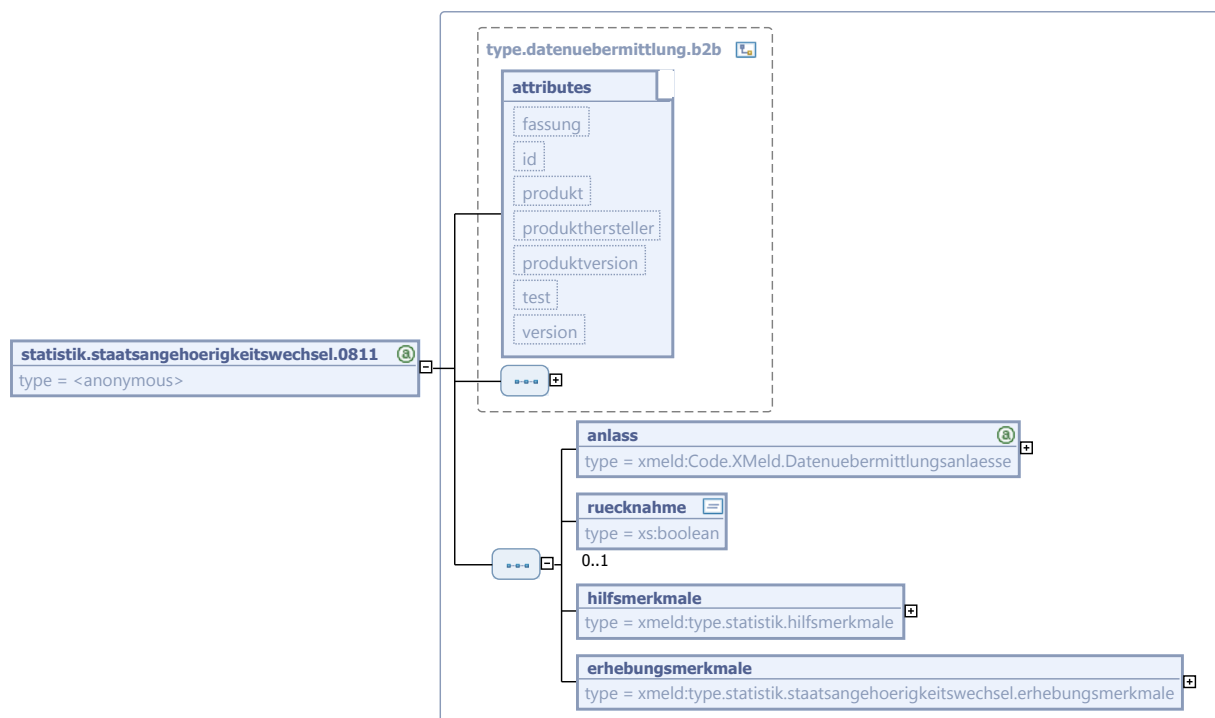 type.datenuebermittlung.b2b
attributes
fassung
id
produkt
produkthersteller
produktversion
test
version
statistik.staatsangehoerigkeitswechsel.0811 a
type = <anonymous>
anlass a
type = xmeld:Code.XMeld.Datenuebermittlungsanlaesse
ruecknahme
type = xs:boolean
0..1
hilfsmerkmale
type = xmeld:type.statistik.hilfsmerkmale
erhebungsmerkmale
type = xmeld:type.statistik.staatsangehoerigkeitswechsel.erhebungsmerkmale